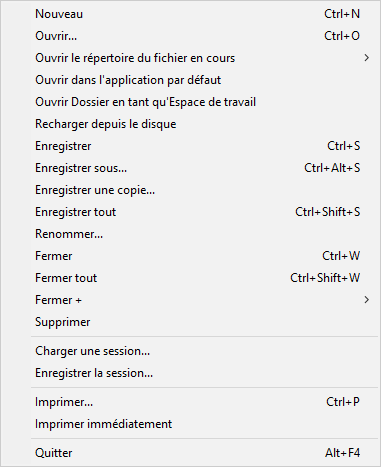 Nouveau Ctrl+N
Ouvrir... Ctrl+O
Ouvrir le répertoire du fichier en cours
Ouvrir dans l'application par défaut
Ouvrir Dossier en tant qu'Espace de travail
Recharger depuis le disque
Enregistrer Ctrl+S
Enregistrer sous... Ctrl+Alt+S
Enregistrer une copie...
Enregistrer tout Ctrl+Shift+S
Renommer...
Fermer Ctrl+W
Fermer tout Ctrl+Shift+W
Fermer +
Supprimer
Charger une session...
Enregistrer la session...
Imprimer... Ctrl+P
Imprimer immédiatement
Quitter Alt+F4